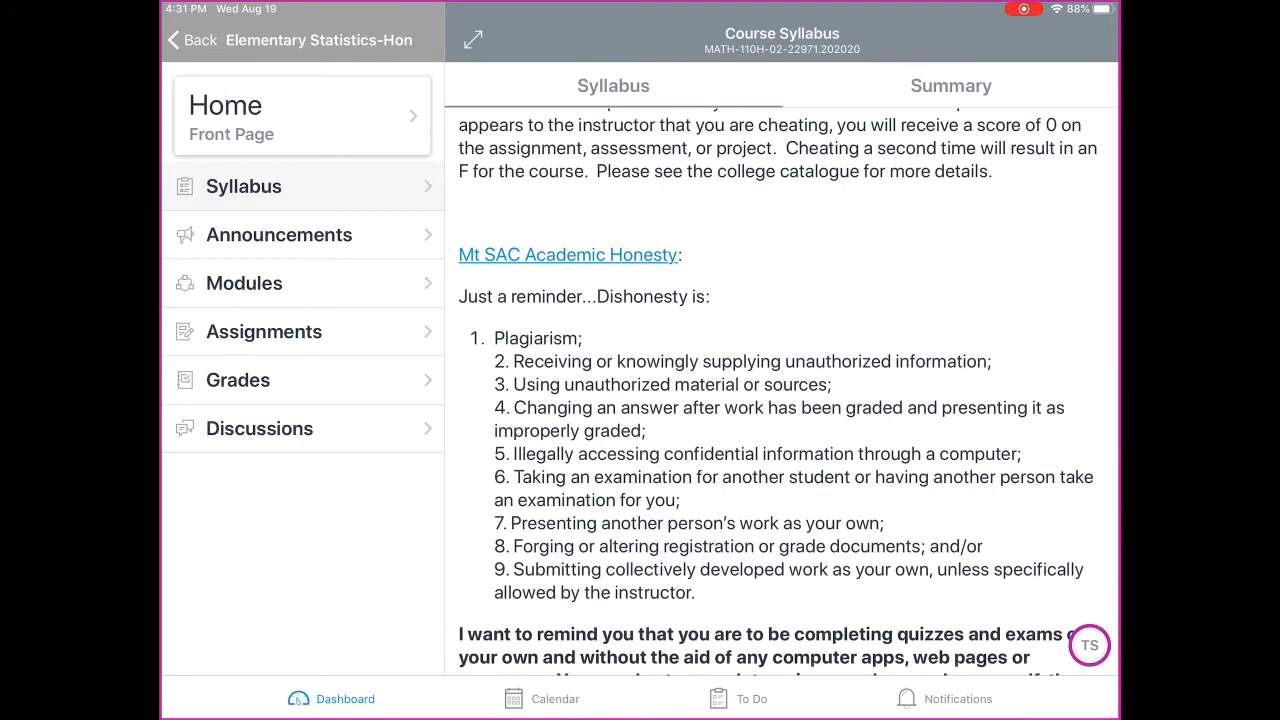 4:31 PM Wed Aug 19
88%
Back Elementary Statistics-Hon
Course Syllabus
MATH-110H-02-22971.202020
Home
Front Page
Syllabus
Announcements
Modules
Assignments
Grades
Discussions
Syllabus Summary
appears to the instructor that you are cheating, you will receive a score of 0 on
the assignment, assessment, or project. Cheating a second time will result in an
F for the course. Please see the college catalogue for more details.
Mt SAC Academic Honesty:
Just a reminder...Dishonesty is:
1. Plagiarism;
2. Receiving or knowingly supplying unauthorized information;
3. Using unauthorized material or sources;
4. Changing an answer after work has been graded and presenting it as
improperly graded;
5. Illegally accessing confidential information through a computer;
6. Taking an examination for another student or having another person take
an examination for you;
7. Presenting another person's work as your own;
8. Forging or altering registration or grade documents; and/or
9. Submitting collectively developed work as your own, unless specifically
allowed by the instructor.
I want to remind you that you are to be completing quizzes and exams
your own and without the aid of any computer apps, web pages or
TS
Dashboard Calendar To Do Notifications